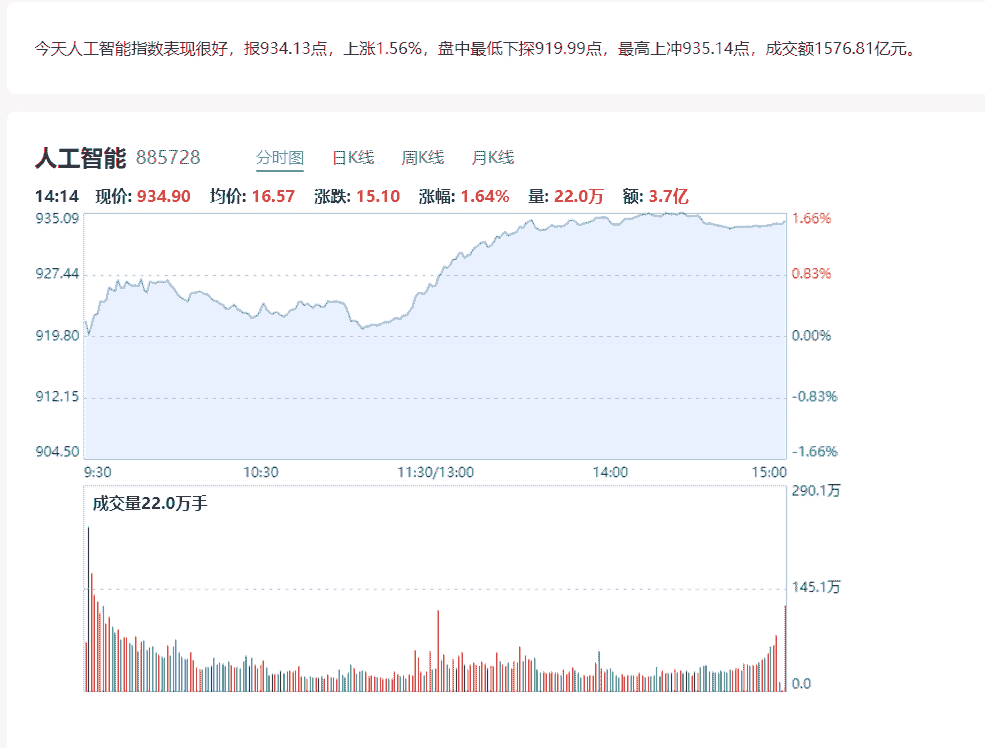 今天人工智能指数表现很好，报934.13点，上涨1.56%，盘中最低下探919.99点，最高上冲935.14点，成交额1576.81亿元。
人工智能 885728 分时图 日K线 周K线 月K线
14:14 现价: 934.90 均价: 16.57 涨跌: 15.10 涨幅: 1.64% 量: 22.0万 额: 3.7亿
935.09 1.66%
927.44 0.83%
919.80 0.00%
912.15 -0.83%
904.50 -1.66%
9:30 10:30 11:30/13:00 14:00 15:00
成交量22.0万手 290.1万
145.1万
0.0